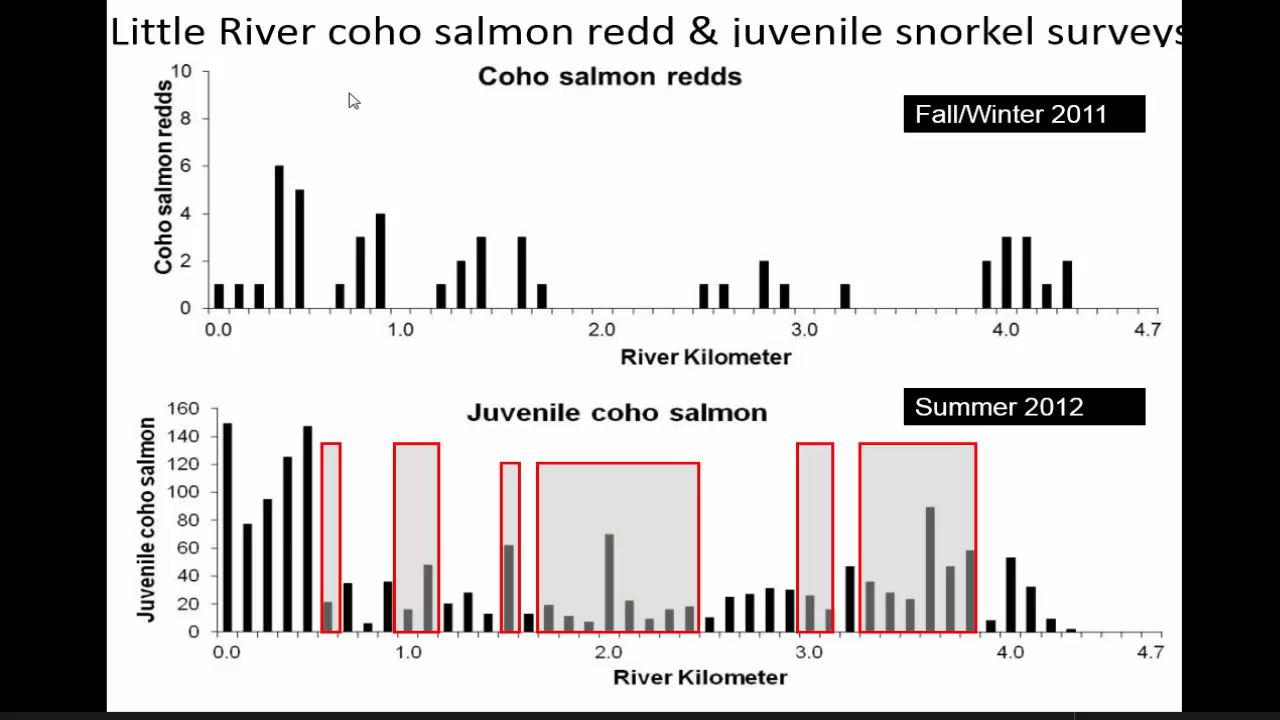 Little River coho salmon redd & juvenile snorkel surveys
Coho salmon redds
Fall/Winter 2011
Coho salmon redds
10
8
6
4
2
0
0.0 1.0 2.0 3.0 4.0 4.7
River Kilometer
Juvenile coho salmon
Summer 2012
Juvenile coho salmon
160
140
120
100
80
60
40
20
0
0.0 1.0 2.0 3.0 4.0 4.7
River Kilometer